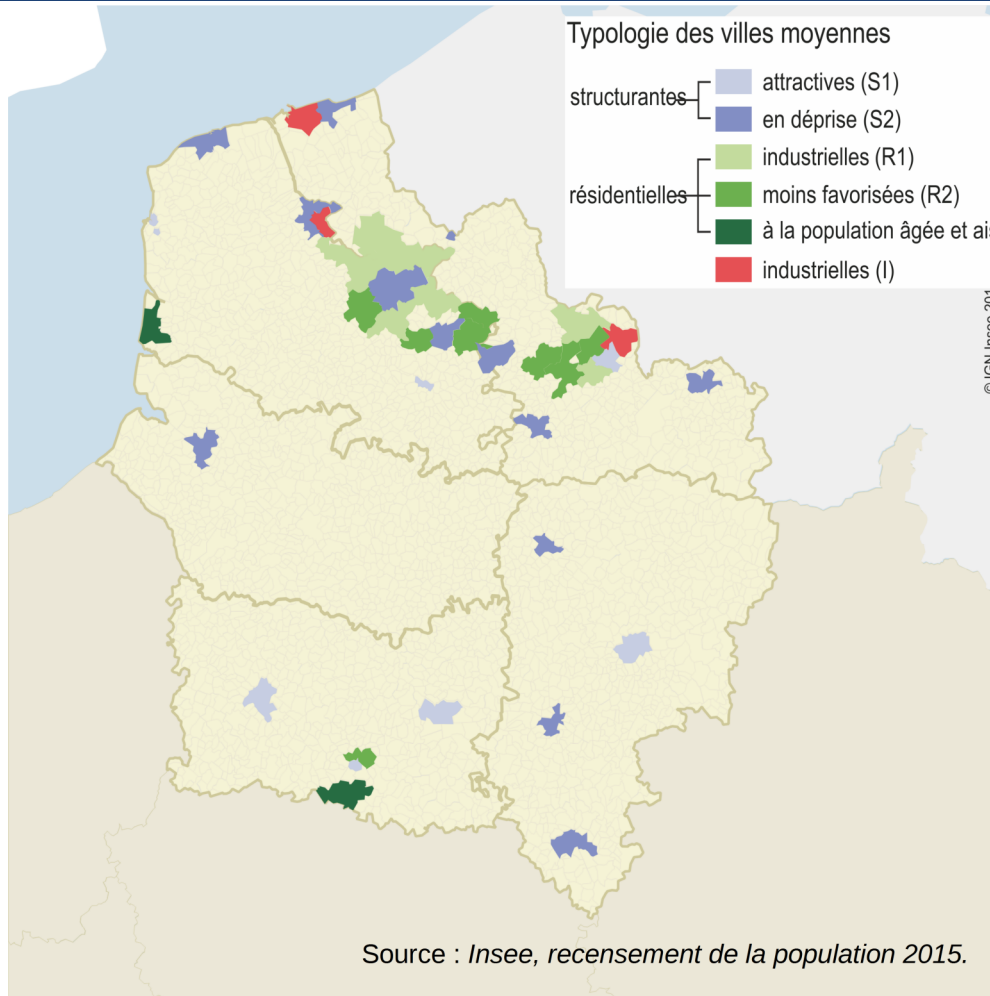 Typologie des villes moyennes
structurantes
attractives (S1)
en déprise (S2)
résidentielles
industrielles (R1)
moins favorisées (R2)
à la population âgée et ais
industrielles (I)
© IGN Insee 201
Source : Insee, recensement de la population 2015.